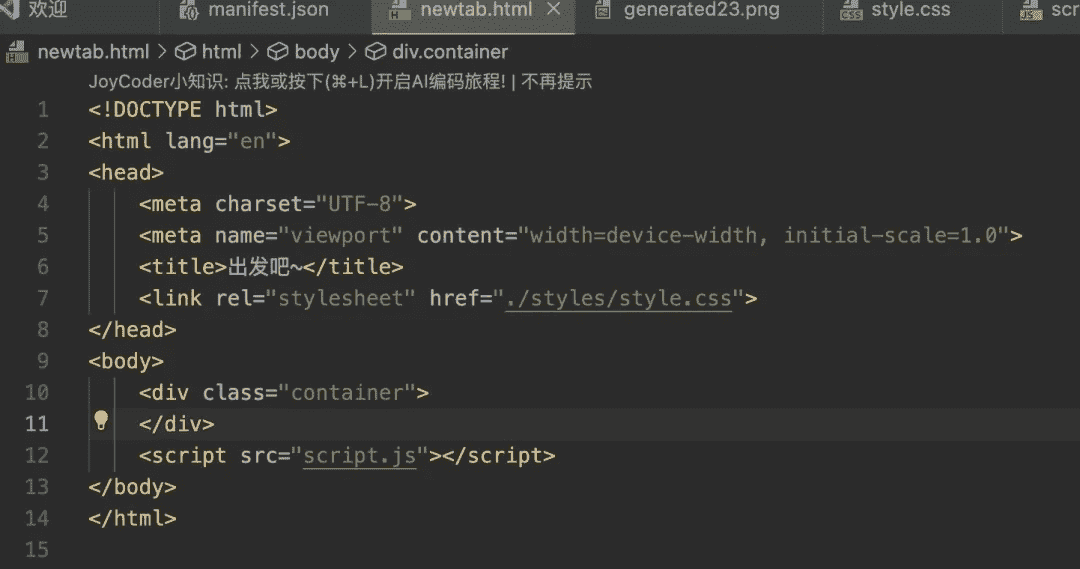 欢迎 manifest.json newtab.html generated23.png style.css scr
newtab.html > html > body > div.container
JoyCoder小知识: 点我或按下(⌘+L)开启AI编码旅程! | 不再提示
1 <!DOCTYPE html>
2 <html lang="en">
3 <head>
4 <meta charset="UTF-8">
5 <meta name="viewport" content="width=device-width, initial-scale=1.0">
6 <title>出发吧~</title>
7 <link rel="stylesheet" href="./styles/style.css">
8 </head>
9 <body>
10 <div class="container">
11 </div>
12 <script src="script.js"></script>
13 </body>
14 </html>
15